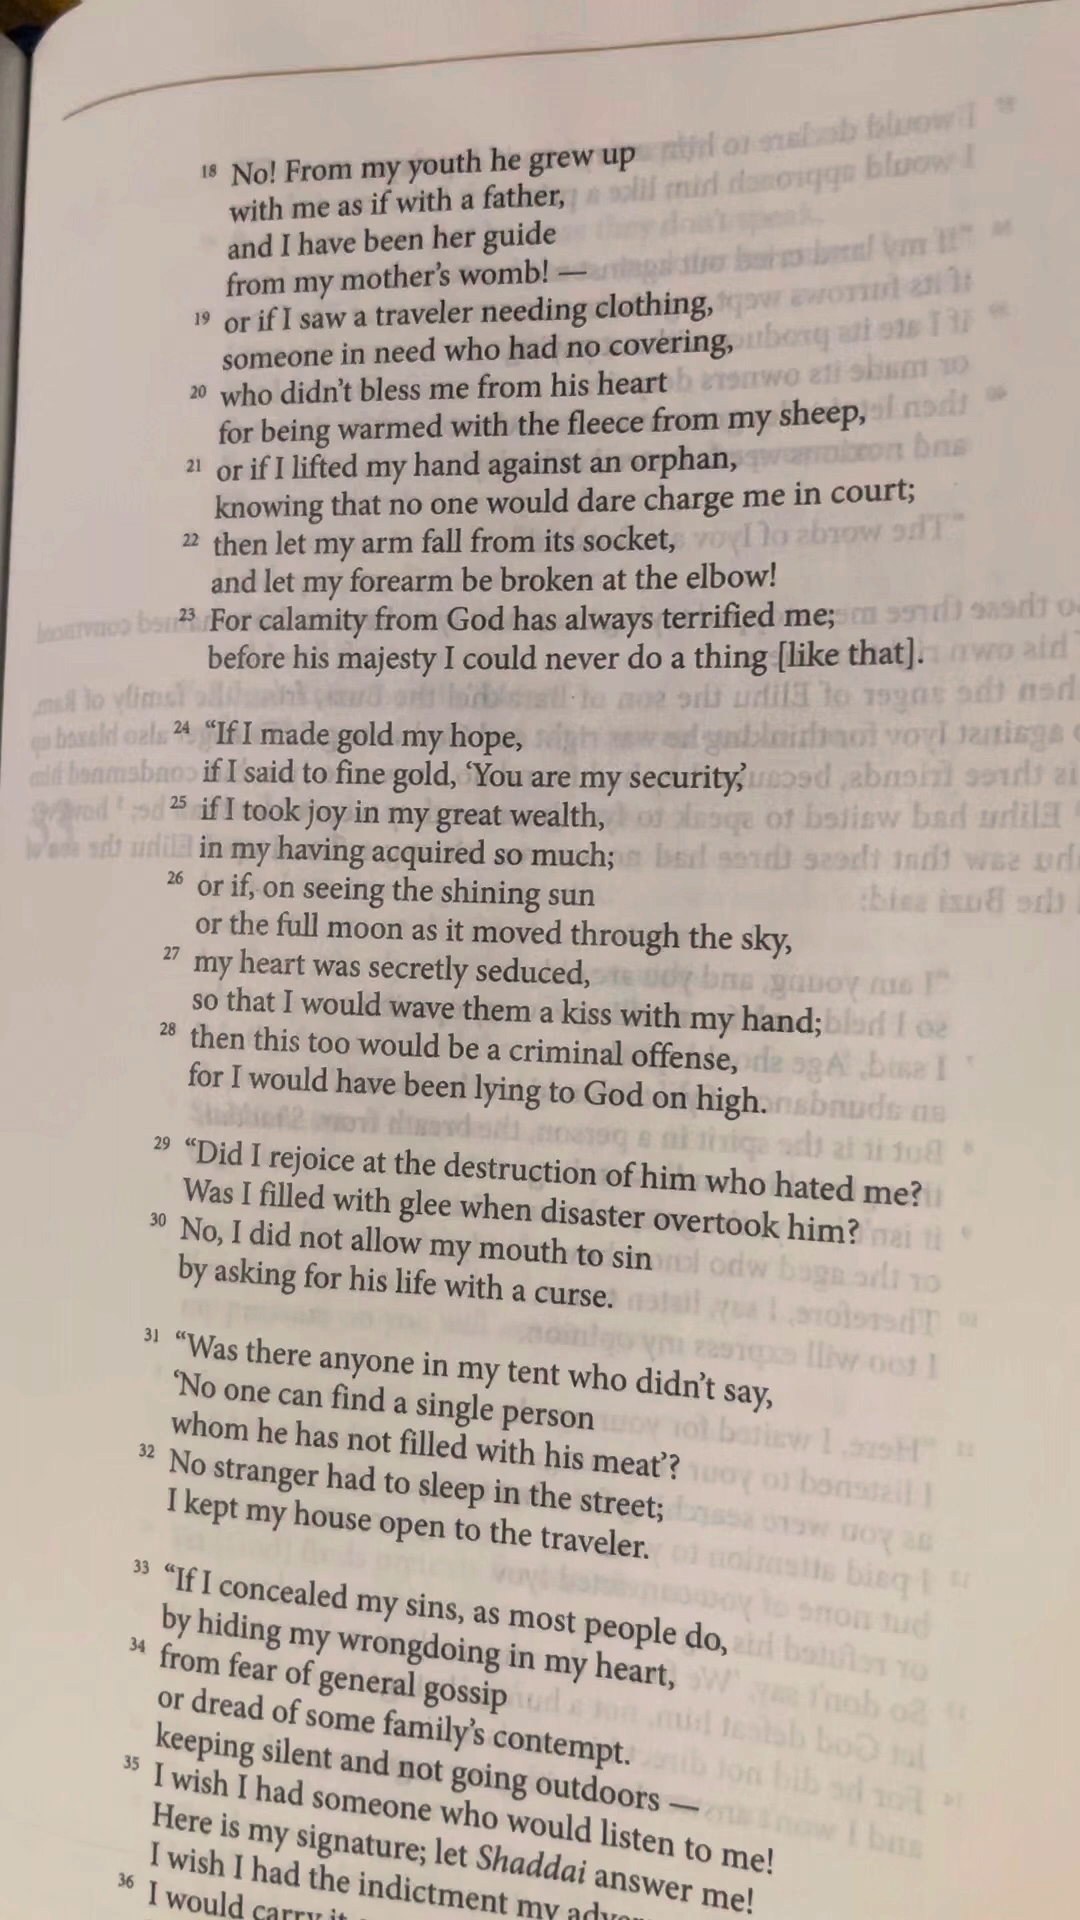 18 No! From my youth he grew up
with me as if with a father,
and I have been her guide
from my mother's womb! —
19 or if I saw a traveler needing clothing,
someone in need who had no covering,
20 who didn't bless me from his heart
for being warmed with the fleece from my sheep,
21 or if I lifted my hand against an orphan,
knowing that no one would dare charge me in court;
22 then let my arm fall from its socket,
and let my forearm be broken at the elbow!
23 For calamity from God has always terrified me;
before his majesty I could never do a thing [like that].
24 “If I made gold my hope,
if I said to fine gold, ‘You are my security,’
25 if I took joy in my great wealth,
in my having acquired so much;
26 or if, on seeing the shining sun
or the full moon as it moved through the sky,
27 my heart was secretly seduced,
so that I would wave them a kiss with my hand;
28 then this too would be a criminal offense,
for I would have been lying to God on high.
29 “Did I rejoice at the destruction of him who hated me?
Was I filled with glee when disaster overtook him?
30 No, I did not allow my mouth to sin
by asking for his life with a curse.
31 “Was there anyone in my tent who didn't say,
‘No one can find a single person
whom he has not filled with his meat’?
32 No stranger had to sleep in the street;
I kept my house open to the traveler.
33 “If I concealed my sins, as most people do,
by hiding my wrongdoing in my heart,
34 from fear of general gossip
or dread of some family's contempt.
keeping silent and not going outdoors —
35 I wish I had someone who would listen to me!
Here is my signature; let Shaddai answer me!
I wish I had the indictment my
36 I would carry it